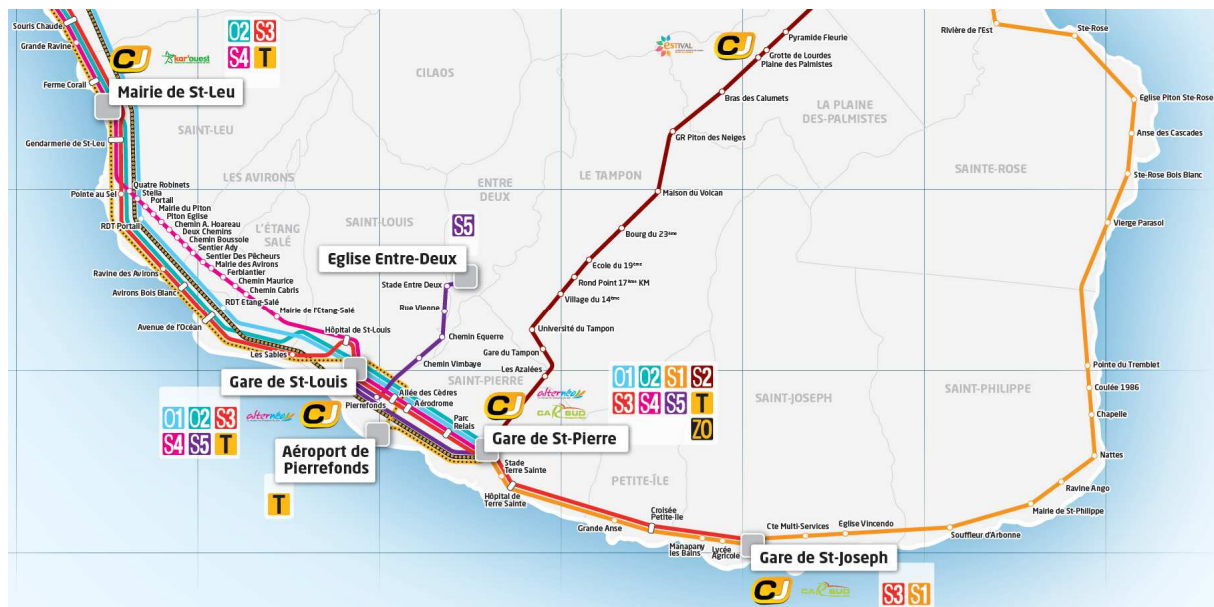 Souris Chaude
Grande Ravine
CJ
kar'ouest
O2 S3
S4 T
Ferme Corail
Mairie de St-Leu
SAINT-LEU
Gendarmerie de St-Leu
CILAOS
estival
CJ
Pyramide Fleurie
Grotte de Lourdes
Plaine des Palmistes
Bras des Calumets
GR Piton des Neiges
LA PLAINE
DES-PALMISTES
Rivière de l'Est
Ste-Rose
Eglise Piton Ste-Rose
Anse des Cascades
SAINTE-ROSE
Ste-Rose Bois Blanc
Vierge Parasol
LES AVIRONS
ENTRE
DEUX
LE TAMPON
Maison du Volcan
Pointe au Sel
Quatre Robinets
Stella
Portail
Mairie du Piton
Piton Eglise
Chemin A. Hoareau
Deux Chemins
Chemin Boussole
Sentier Ady
Sentier Des Pêcheurs
Mairie des Avirons
Ferblantier
Chemin Maurice
Chemin Cabris
RDT Etang-Salé
Mairie de l'Etang-Salé
RDT Portail
Ravine des Avirons
Avirons Bois Blanc
Avenue de l'Océan
L'ÉTANG
SALÉ
SAINT-LOUIS
S5
Eglise Entre-Deux
Stade Entre Deux
Rue Vienne
Chemin Equerre
Chemin Vimbaye
Bourg du 23ème
Ecole du 19ème
Rond Point 17ème KM
Village du 14ème
Université du Tampon
Gare du Tampon
Les Azalées
Hôpital de St-Louis
Les Sables
Gare de St-Louis
SAINT-PIERRE
O1 O2 S3
S4 S5 T
alternéo
CJ
Pierrefonds
Allée des Cèdres
Aérodrome
Parc
Relais
Aéroport de
Pierrefonds
T
CJ
alternéo
CAR SUD
O1 O2 S1 S2
S3 S4 S5 T
ZO
Gare de St-Pierre
Stade
Terre Sainte
Hôpital de
Terre Sainte
PETITE-ÎLE
SAINT-JOSEPH
SAINT-PHILIPPE
Pointe du Tremblet
Coulée 1986
Chapelle
Nattes
Ravine Ango
Mairie de St-Philippe
Souffleur d'Arbonne
Eglise Vincendo
Cte Multi-Services
Croisée
Petite-Ile
Grande Anse
Manapany
les Bains
Lycée
Agricole
Gare de St-Joseph
CJ
CAR SUD
S3 S1